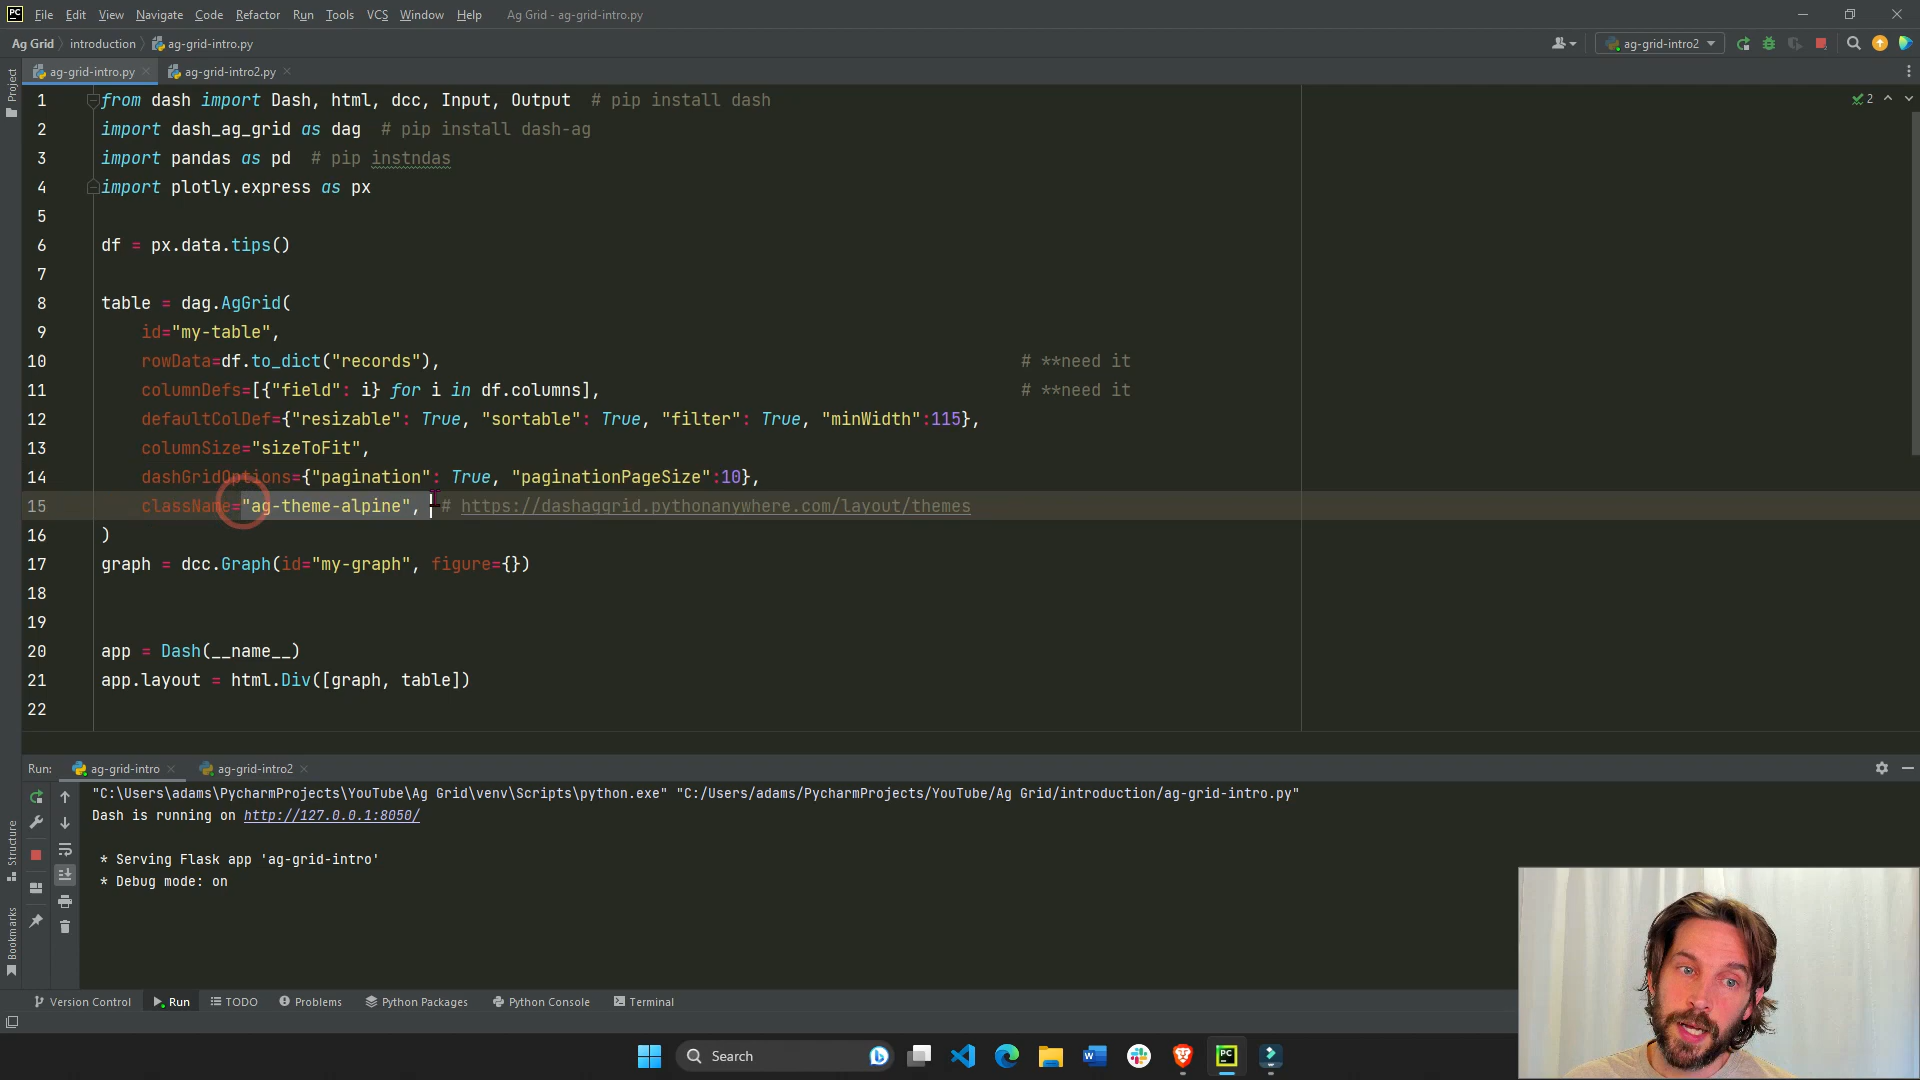 PC File Edit View Navigate Code Refactor Run Tools VCS Window Help Ag Grid - ag-grid-intro.py
Ag Grid introduction ag-grid-intro.py ag-grid-intro2
ag-grid-intro.py ag-grid-intro2.py
Project
2
1 from dash import Dash, html, dcc, Input, Output # pip install dash
2 import dash_ag_grid as dag # pip install dash-ag
3 import pandas as pd # pip instndas
4 import plotly.express as px
5
6 df = px.data.tips()
7
8 table = dag.AgGrid(
9 id="my-table",
10 rowData=df.to_dict("records"), # **need it
11 columnDefs=[{"field": i} for i in df.columns], # **need it
12 defaultColDef={"resizable": True, "sortable": True, "filter": True, "minWidth":115},
13 columnSize="sizeToFit",
14 dashGridOptions={"pagination": True, "paginationPageSize":10},
15 className="ag-theme-alpine", # https://dashaggrid.pythonanywhere.com/layout/themes
16 )
17 graph = dcc.Graph(id="my-graph", figure={})
18
19
20 app = Dash(__name__)
21 app.layout = html.Div([graph, table])
22
Run: ag-grid-intro ag-grid-intro2
"C:\Users\adams\PycharmProjects\YouTube\Ag Grid\venv\Scripts\python.exe" "C:/Users/adams/PycharmProjects/YouTube/Ag Grid/introduction/ag-grid-intro.py"
Dash is running on http://127.0.0.1:8050/
* Serving Flask app 'ag-grid-intro'
* Debug mode: on
Structure
Bookmarks
Version Control Run TODO Problems Python Packages Python Console Terminal
Search
PC